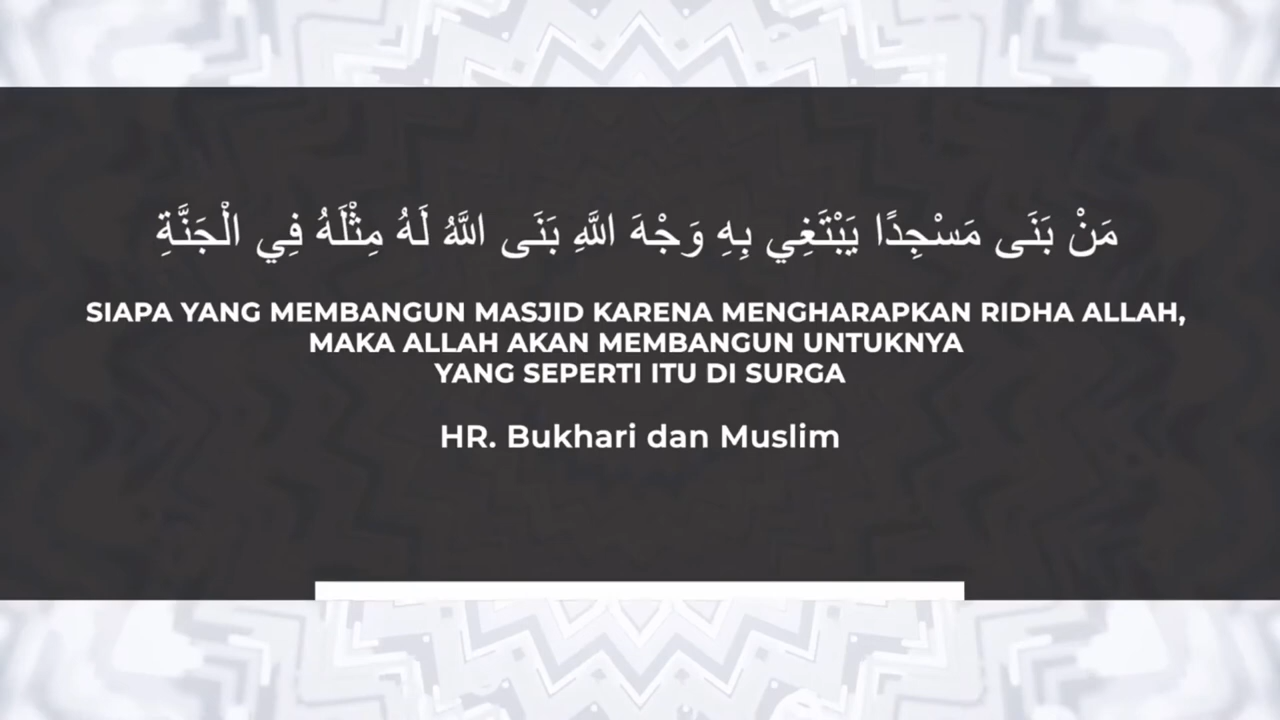 مَنْ بَنَى مَسْجِدًا يَبْتَغِي بِهِ وَجْهَ اللَّهِ بَنَى اللَّهُ لَهُ مِثْلَهُ فِي الْجَنَّةِ
SIAPA YANG MEMBANGUN MASJID KARENA MENGHARAPKAN RIDHA ALLAH,
MAKA ALLAH AKAN MEMBANGUN UNTUKNYA
YANG SEPERTI ITU DI SURGA
HR. Bukhari dan Muslim